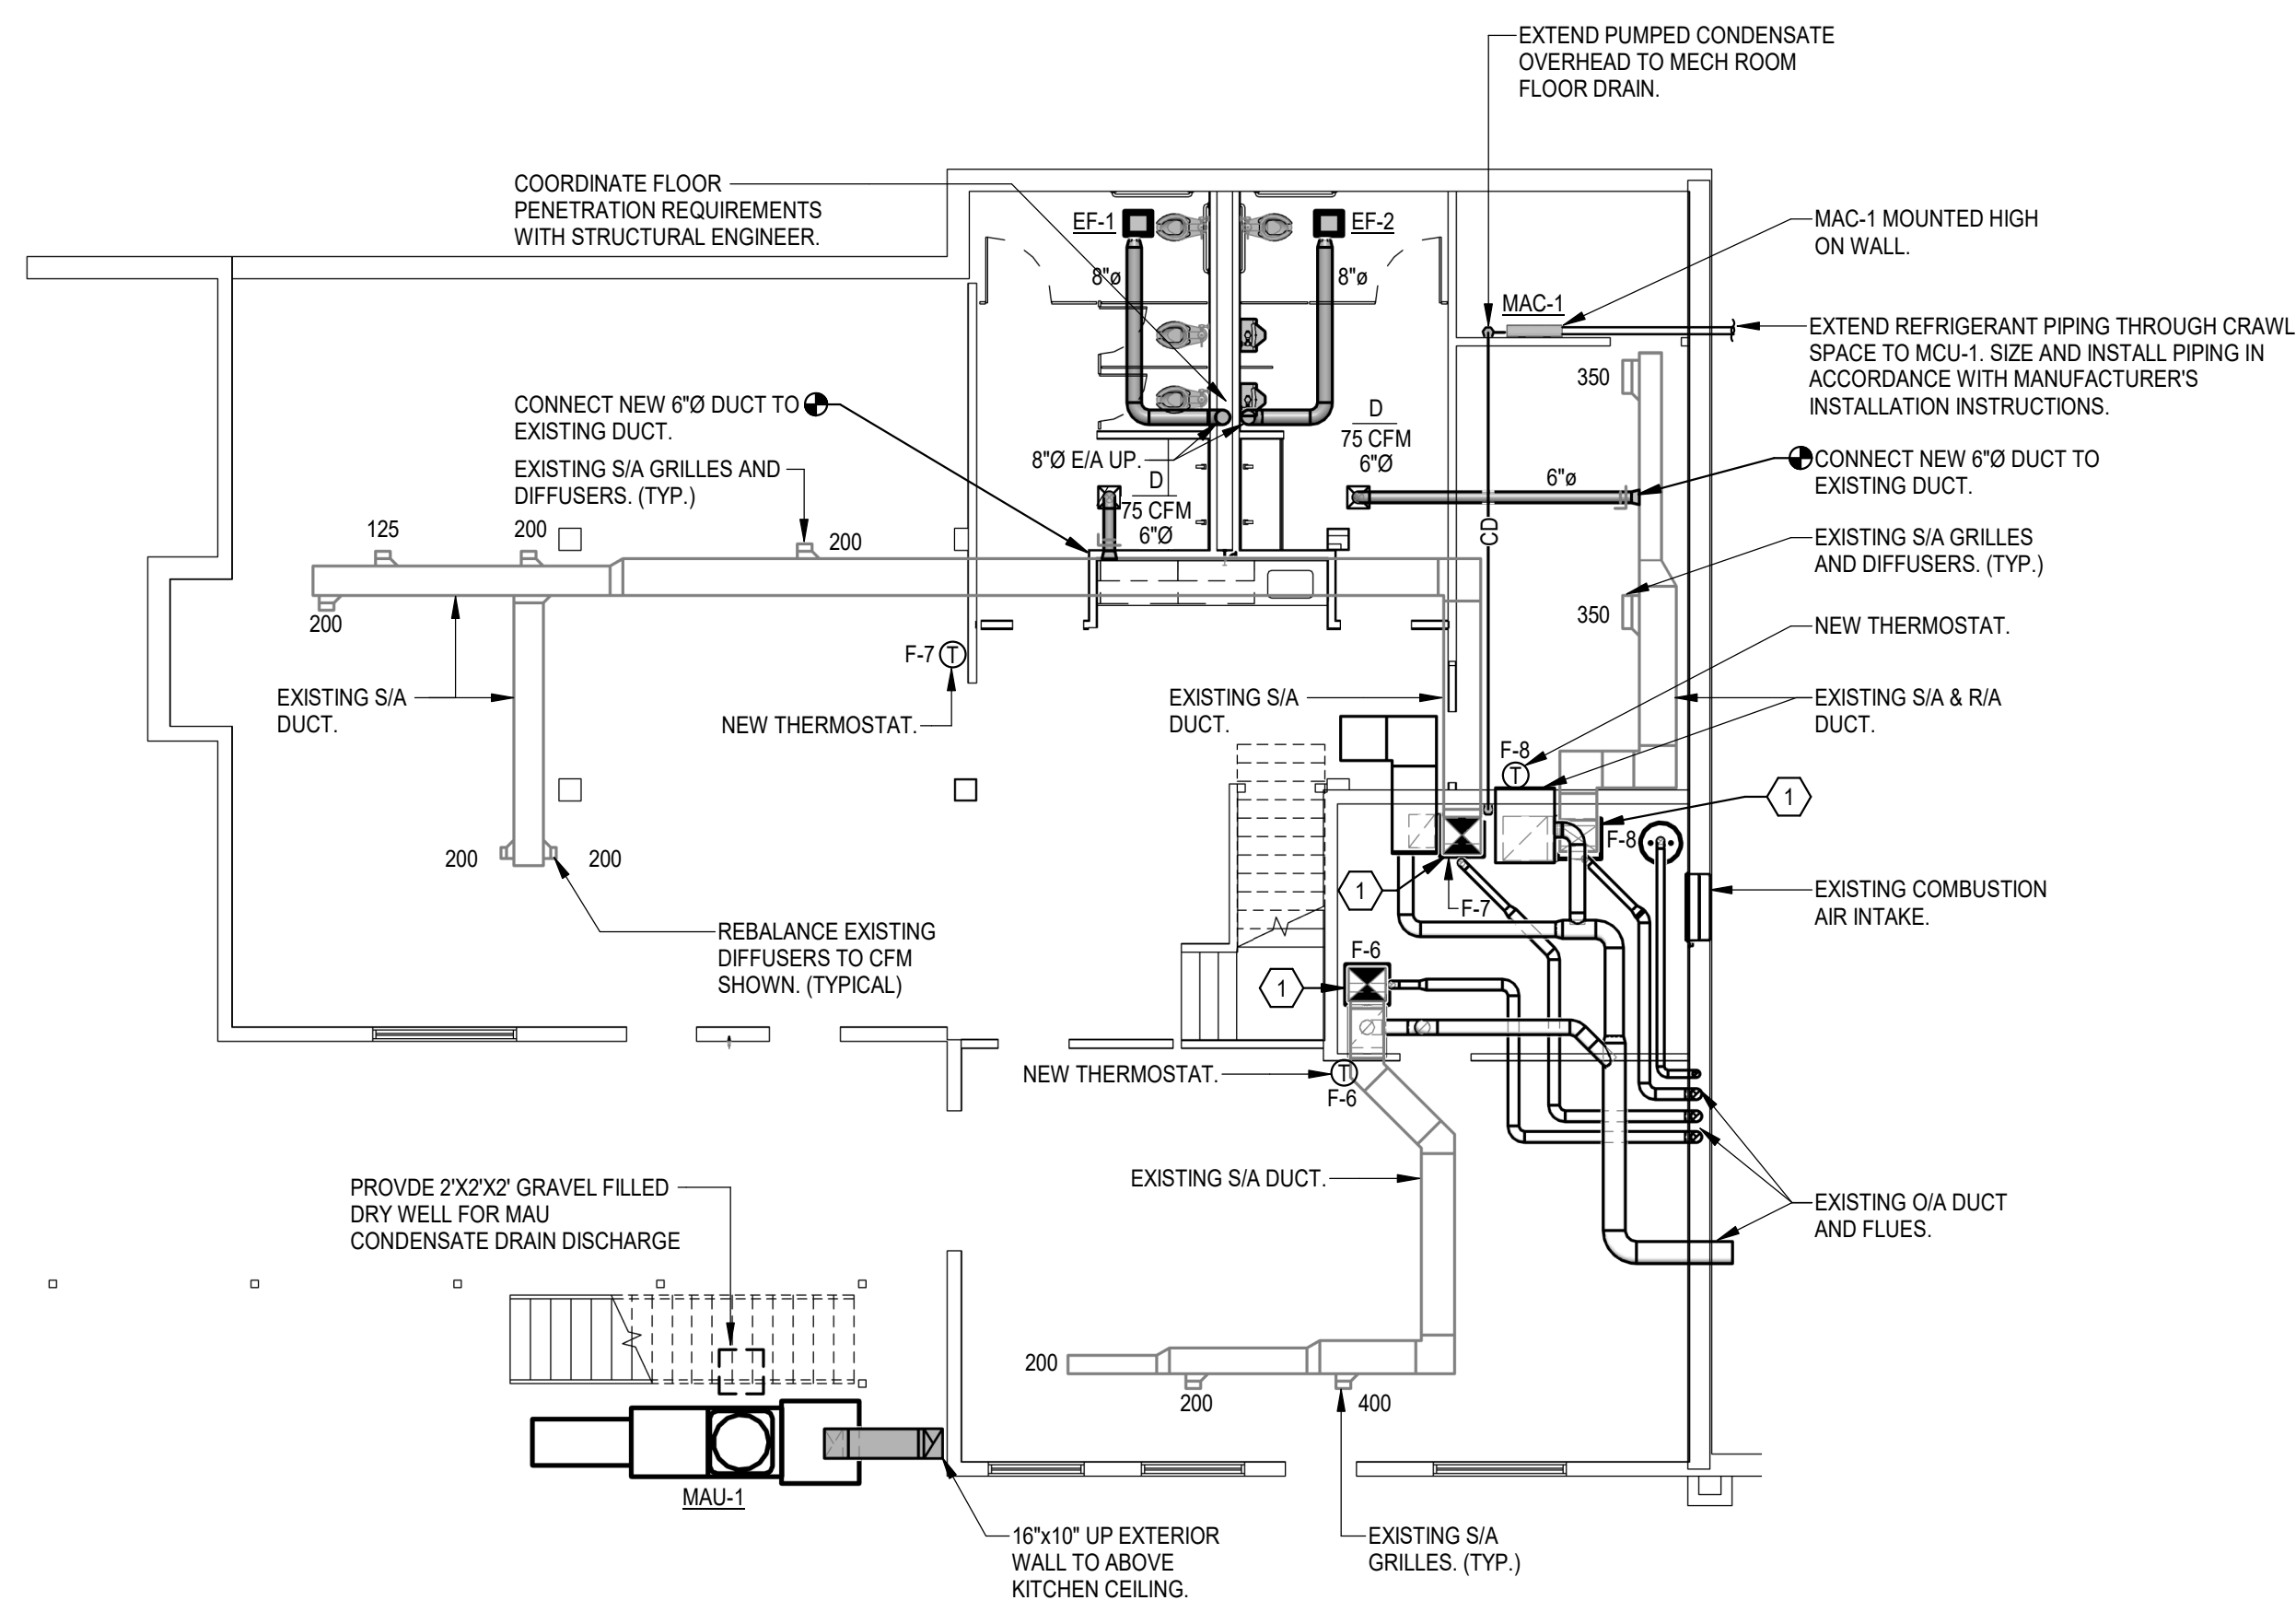 EXTEND PUMPED CONDENSATE
OVERHEAD TO MECH ROOM
FLOOR DRAIN.
COORDINATE FLOOR
PENETRATION REQUIREMENTS
WITH STRUCTURAL ENGINEER.
EF-1
EF-2
MAC-1 MOUNTED HIGH
ON WALL.
8"ø
8"ø
MAC-1
EXTEND REFRIGERANT PIPING THROUGH CRAWL
SPACE TO MCU-1. SIZE AND INSTALL PIPING IN
ACCORDANCE WITH MANUFACTURER'S
INSTALLATION INSTRUCTIONS.
350
CONNECT NEW 6"Ø DUCT TO
EXISTING DUCT.
D
75 CFM
6"Ø
8"Ø E/A UP.
EXISTING S/A GRILLES AND
DIFFUSERS. (TYP.)
D
75 CFM
6"Ø
6"ø
CONNECT NEW 6"Ø DUCT TO
EXISTING DUCT.
125
200
200
CD
EXISTING S/A GRILLES
AND DIFFUSERS. (TYP.)
200
350
NEW THERMOSTAT.
F-7 T
EXISTING S/A
DUCT.
NEW THERMOSTAT.
EXISTING S/A
DUCT.
EXISTING S/A & R/A
DUCT.
F-8
T
1
F-8
200
200
1
F-7
EXISTING COMBUSTION
AIR INTAKE.
REBALANCE EXISTING
DIFFUSERS TO CFM
SHOWN. (TYPICAL)
F-6
1
NEW THERMOSTAT.
T
F-6
EXISTING S/A DUCT.
PROVDE 2'X2'X2' GRAVEL FILLED
DRY WELL FOR MAU
CONDENSATE DRAIN DISCHARGE
EXISTING O/A DUCT
AND FLUES.
200
200
400
MAU-1
16"x10" UP EXTERIOR
WALL TO ABOVE
KITCHEN CEILING.
EXISTING S/A
GRILLES. (TYP.)